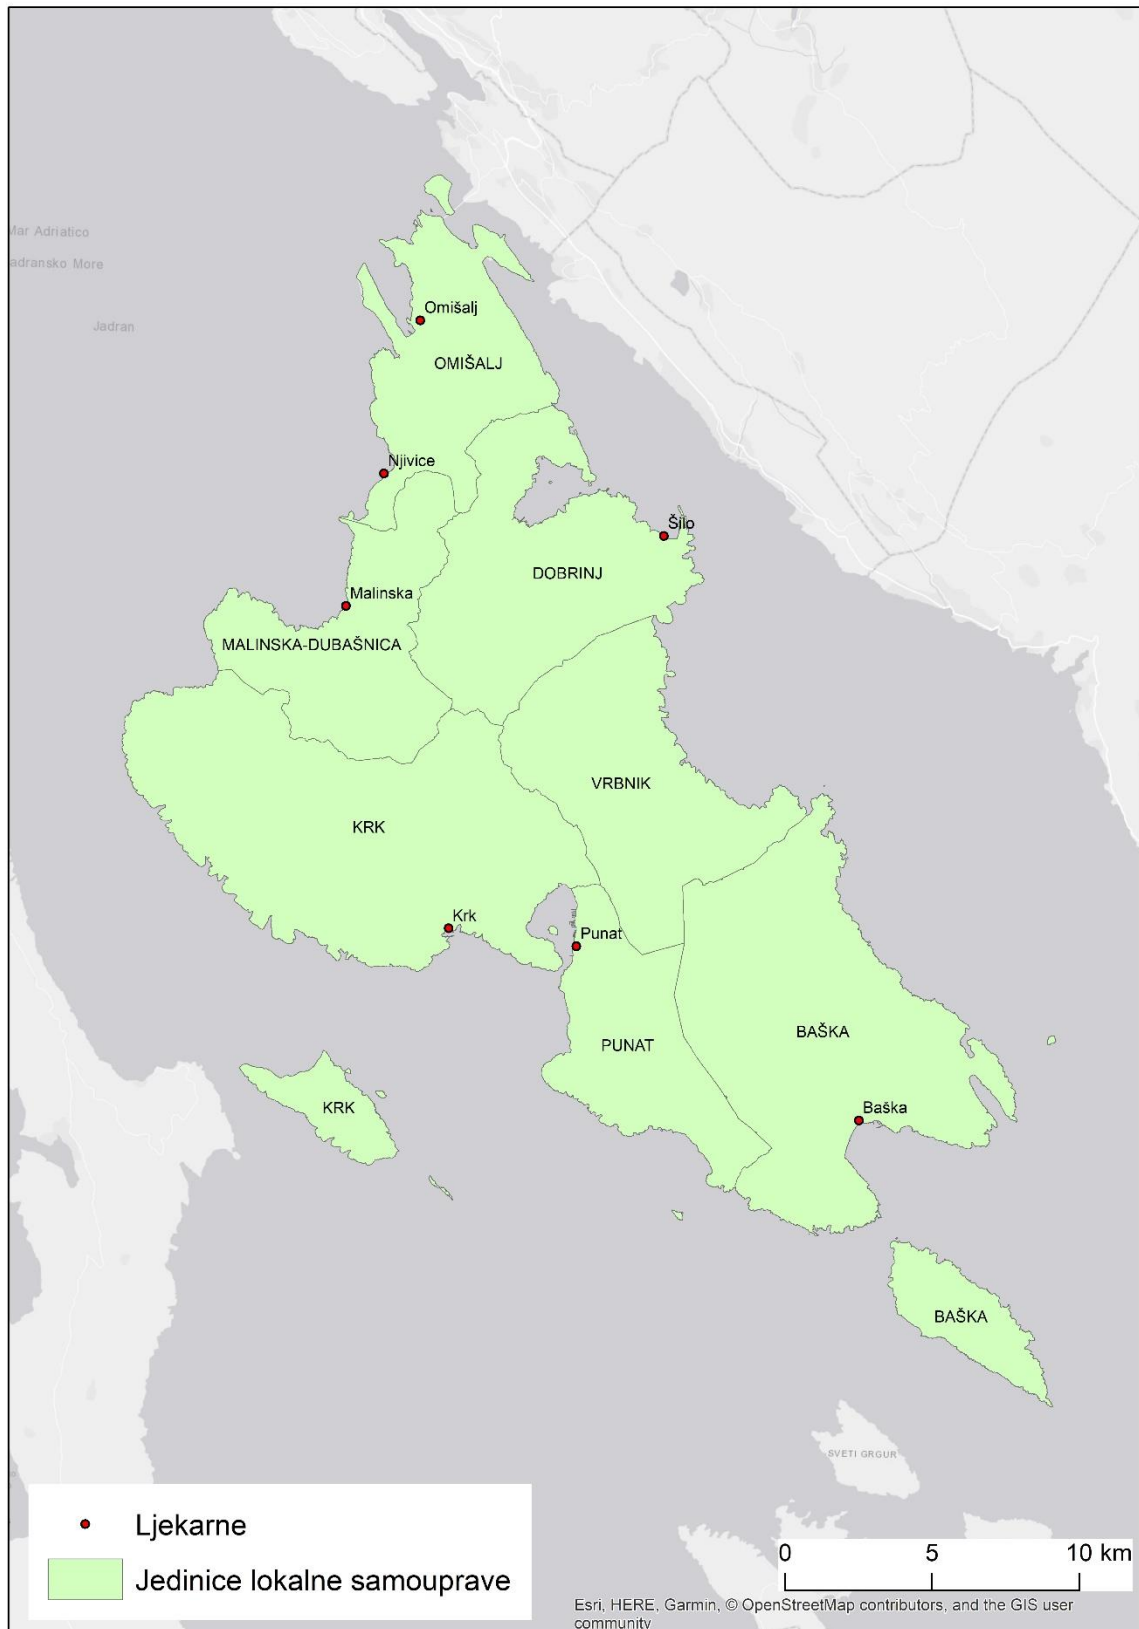 Mar Adriatico
adransko More
Jadran
Omišalj
OMIŠALJ
Njivice
Šilo
DOBRINJ
Malinska
MALINSKA-DUBAŠNICA
VRBNIK
KRK
Krk
Punat
PUNAT
BAŠKA
KRK
Baška
BAŠKA
SVETI GRGUR
Ljekarne
Jedinice lokalne samouprave
0 5 10 km
Esri, HERE, Garmin, © OpenStreetMap contributors, and the GIS user
community